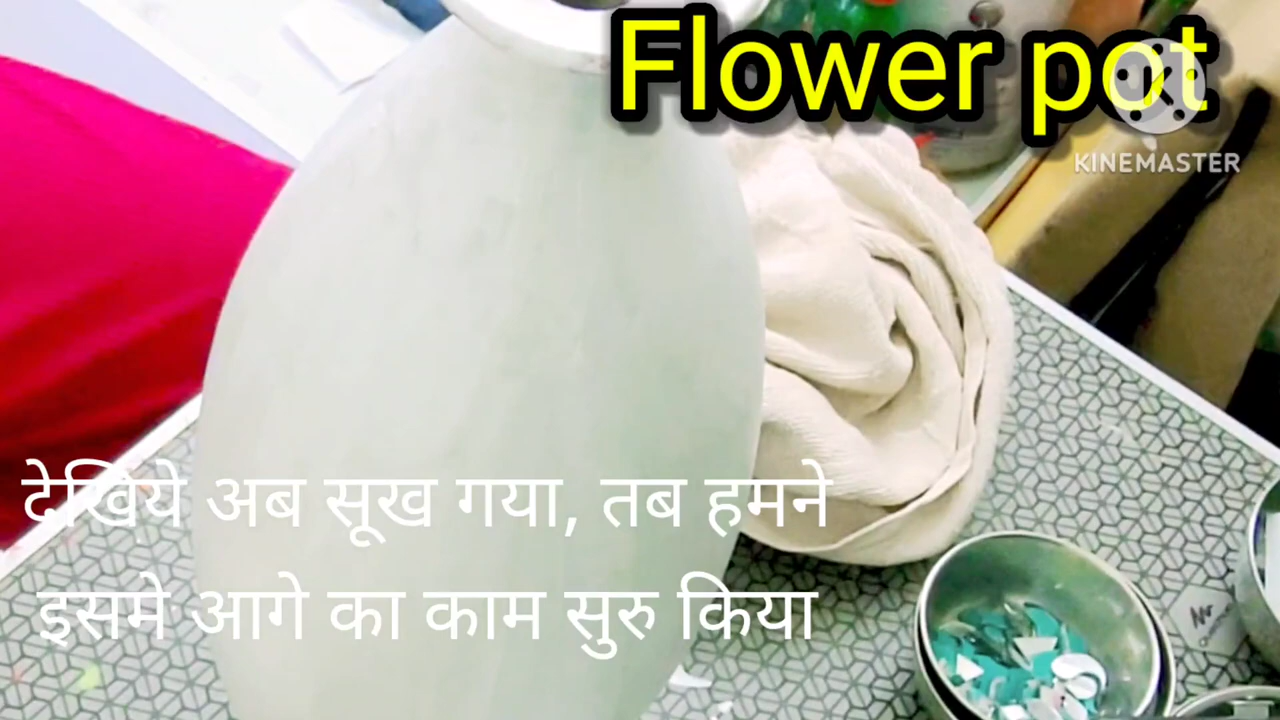 Flower pot
KINEMASTER
देखिये अब सूख गया, तब हमने
इसमे आगे का काम सुरु किया